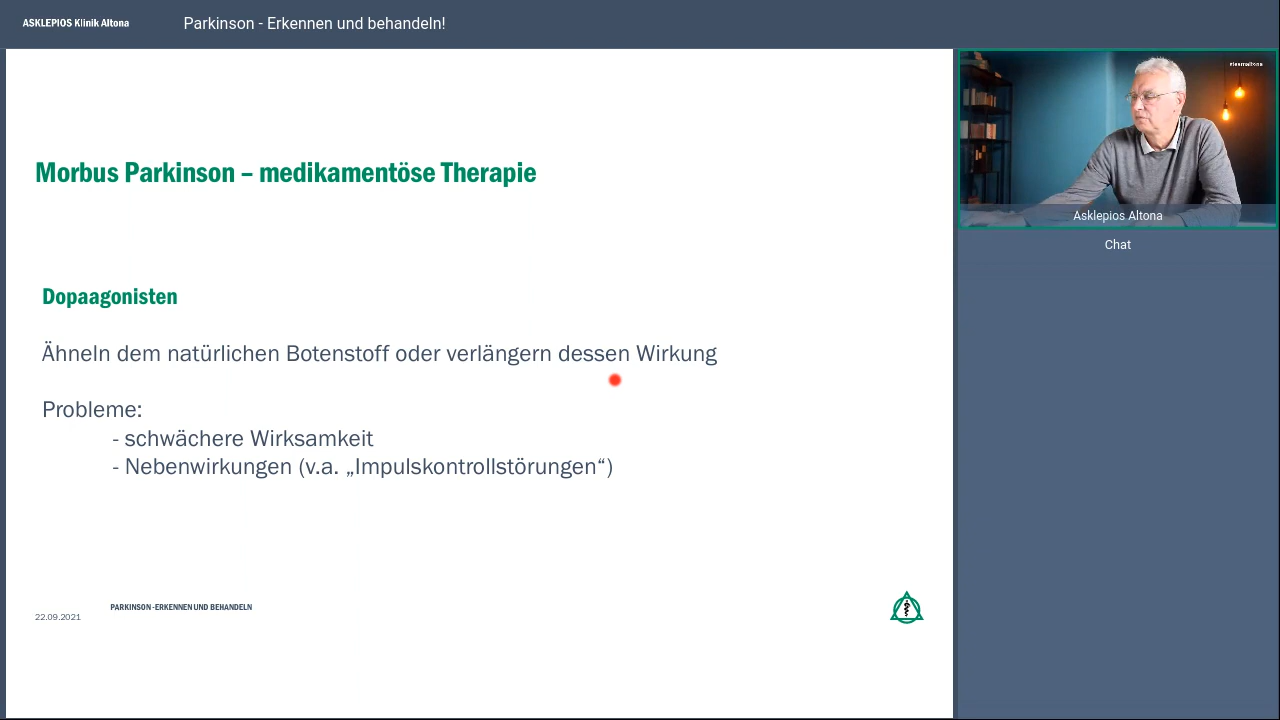 ASKLEPIOS Klinik Altona
Parkinson - Erkennen und behandeln!
Morbus Parkinson – medikamentöse Therapie
Dopaagonisten
Ähneln dem natürlichen Botenstoff oder verlängern dessen Wirkung
Probleme:
- schwächere Wirksamkeit
- Nebenwirkungen (v.a. „Impulskontrollstörungen“)
22.09.2021
PARKINSON -ERKENNEN UND BEHANDELN
#teamaltona
Asklepios Altona
Chat